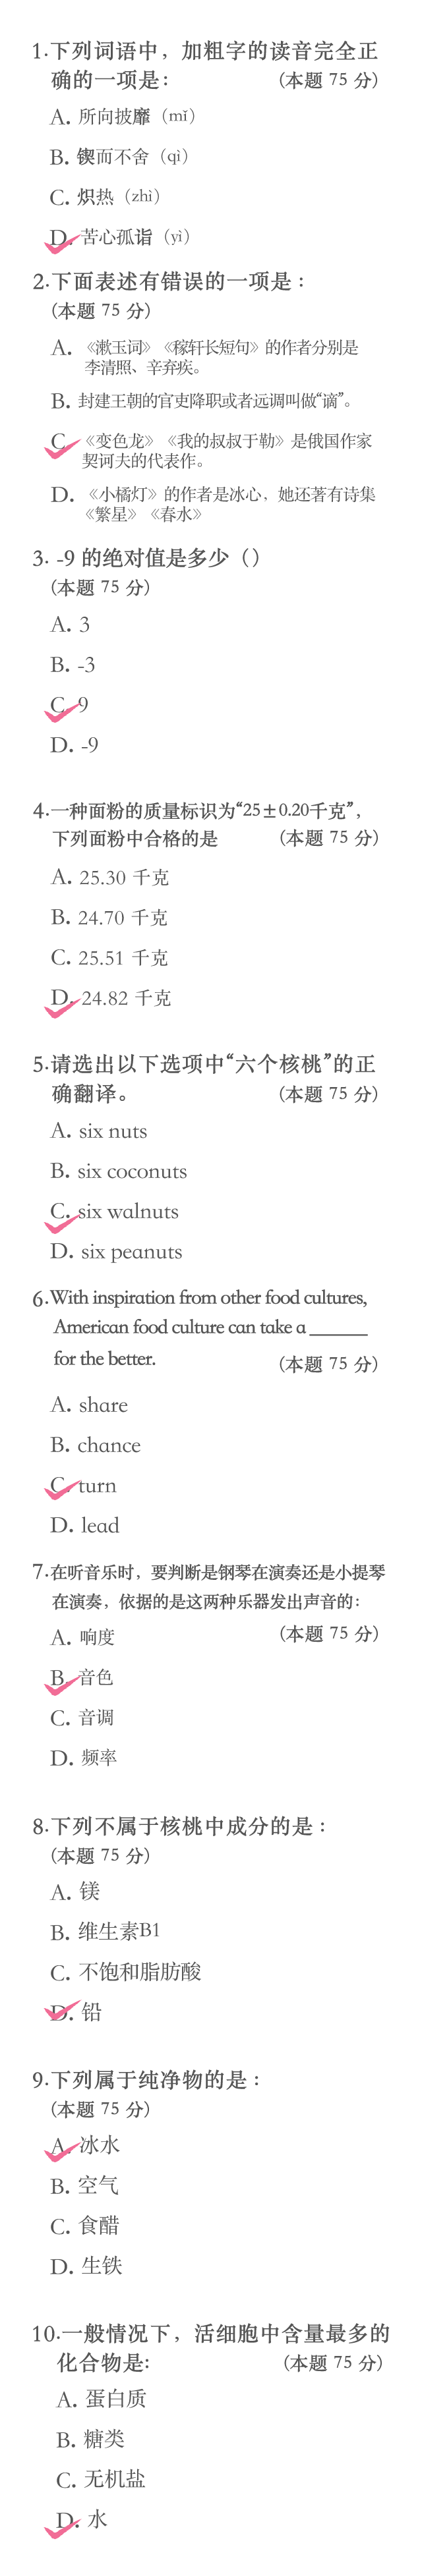 1.下列词语中，加粗字的读音完全正
确的一项是：
（本题 75 分）
A. 所向披靡（mǐ）
B. 锲而不舍（qì）
C. 炽热（zhì）
D. 苦心孤诣（yì）
2.下面表述有错误的一项是：
（本题 75 分）
A. 《漱玉词》《稼轩长短句》的作者分别是
李清照、辛弃疾。
B. 封建王朝的官吏降职或者远调叫做“谪”。
C. 《变色龙》《我的叔叔于勒》是俄国作家
契诃夫的代表作。
D. 《小橘灯》的作者是冰心，她还著有诗集
《繁星》《春水》
3. -9 的绝对值是多少（）
（本题 75 分）
A. 3
B. -3
C. 9
D. -9
4.一种面粉的质量标识为“25±0.20千克”，
下列面粉中合格的是
（本题 75 分）
A. 25.30 千克
B. 24.70 千克
C. 25.51 千克
D. 24.82 千克
5.请选出以下选项中“六个核桃”的正
确翻译。
（本题 75 分）
A. six nuts
B. six coconuts
C. six walnuts
D. six peanuts
6.With inspiration from other food cultures,
American food culture can take a ______
for the better.
（本题 75 分）
A. share
B. chance
C. turn
D. lead
7.在听音乐时，要判断是钢琴在演奏还是小提琴
在演奏，依据的是这两种乐器发出声音的：
（本题 75 分）
A. 响度
B. 音色
C. 音调
D. 频率
8.下列不属于核桃中成分的是：
（本题 75 分）
A. 镁
B. 维生素B1
C. 不饱和脂肪酸
D. 铅
9.下列属于纯净物的是：
（本题 75 分）
A. 冰水
B. 空气
C. 食醋
D. 生铁
10.一般情况下，活细胞中含量最多的
化合物是:
（本题 75 分）
A. 蛋白质
B. 糖类
C. 无机盐
D. 水